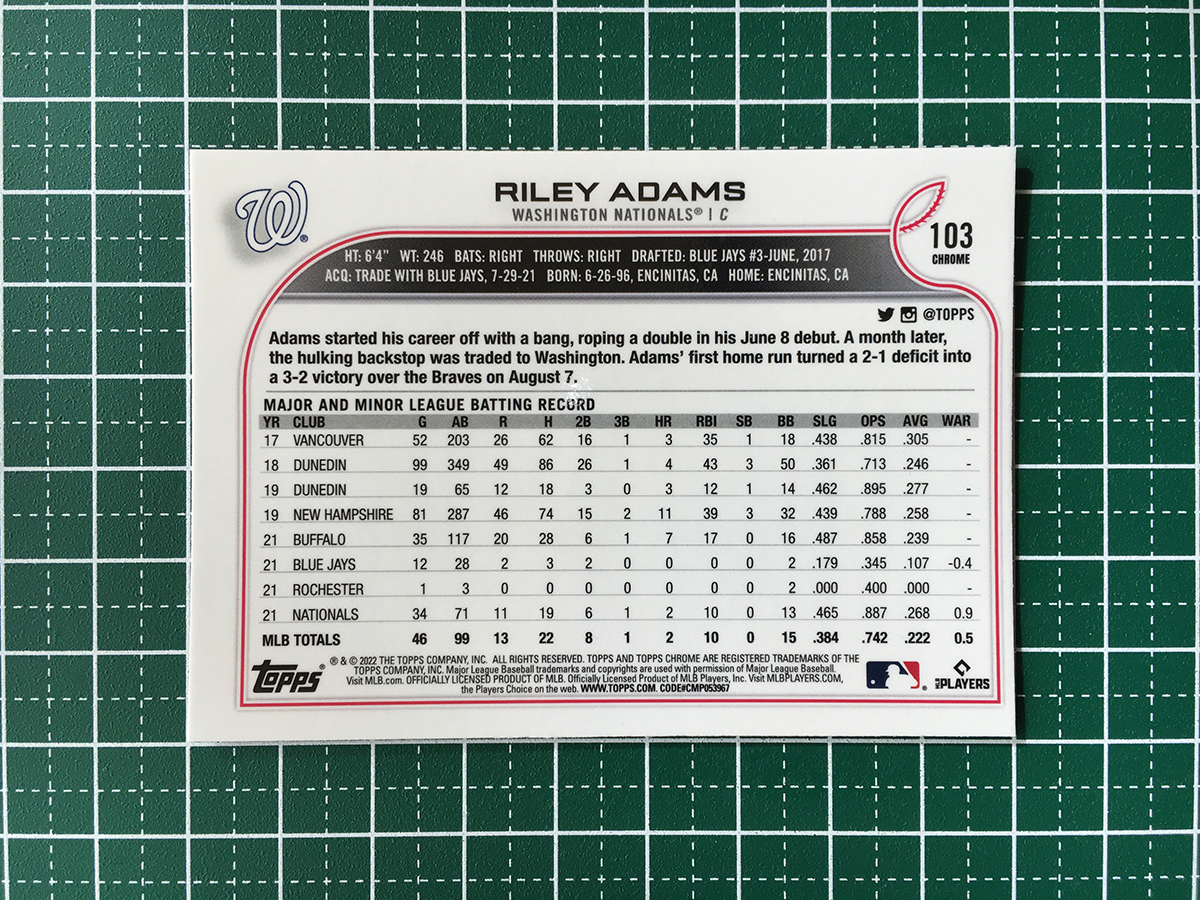 W®
RILEY ADAMS
WASHINGTON NATIONALS® | C
103
CHROME
HT: 6'4" WT: 246 BATS: RIGHT THROWS: RIGHT DRAFTED: BLUE JAYS #3-JUNE, 2017
ACQ: TRADE WITH BLUE JAYS, 7-29-21 BORN: 6-26-96, ENCINITAS, CA HOME: ENCINITAS, CA
@TOPPS
Adams started his career off with a bang, roping a double in his June 8 debut. A month later,
the hulking backstop was traded to Washington. Adams' first home run turned a 2-1 deficit into
a 3-2 victory over the Braves on August 7.
MAJOR AND MINOR LEAGUE BATTING RECORD
YR CLUB G AB R H 2B 3B HR RBI SB BB SLG OPS AVG WAR
17 VANCOUVER 52 203 26 62 16 1 3 35 1 18 .438 .815 .305 -
18 DUNEDIN 99 349 49 86 26 1 4 43 3 50 .361 .713 .246 -
19 DUNEDIN 19 65 12 18 3 0 3 12 1 14 .462 .895 .277 -
19 NEW HAMPSHIRE 81 287 46 74 15 2 11 39 3 32 .439 .788 .258 -
21 BUFFALO 35 117 20 28 6 1 7 17 0 16 .487 .858 .239 -
21 BLUE JAYS 12 28 2 3 2 0 0 0 0 2 .179 .345 .107 -0.4
21 ROCHESTER 1 3 0 0 0 0 0 0 0 2 .000 .400 .000 -
21 NATIONALS 34 71 11 19 6 1 2 10 0 13 .465 .887 .268 0.9
MLB TOTALS 46 99 13 22 8 1 2 10 0 15 .384 .742 .222 0.5
Topps®
® & © 2022 THE TOPPS COMPANY, INC. ALL RIGHTS RESERVED. TOPPS AND TOPPS CHROME ARE REGISTERED TRADEMARKS OF THE
TOPPS COMPANY, INC. Major League Baseball trademarks and copyrights are used with permission of Major League Baseball.
Visit MLB.com. OFFICIALLY LICENSED PRODUCT OF MLB. Officially Licensed Product of MLB Players, Inc. Visit MLBPLAYERS.COM,
the Players Choice on the web. WWW.TOPPS.COM. CODE#CMP053967
MLB PLAYERS